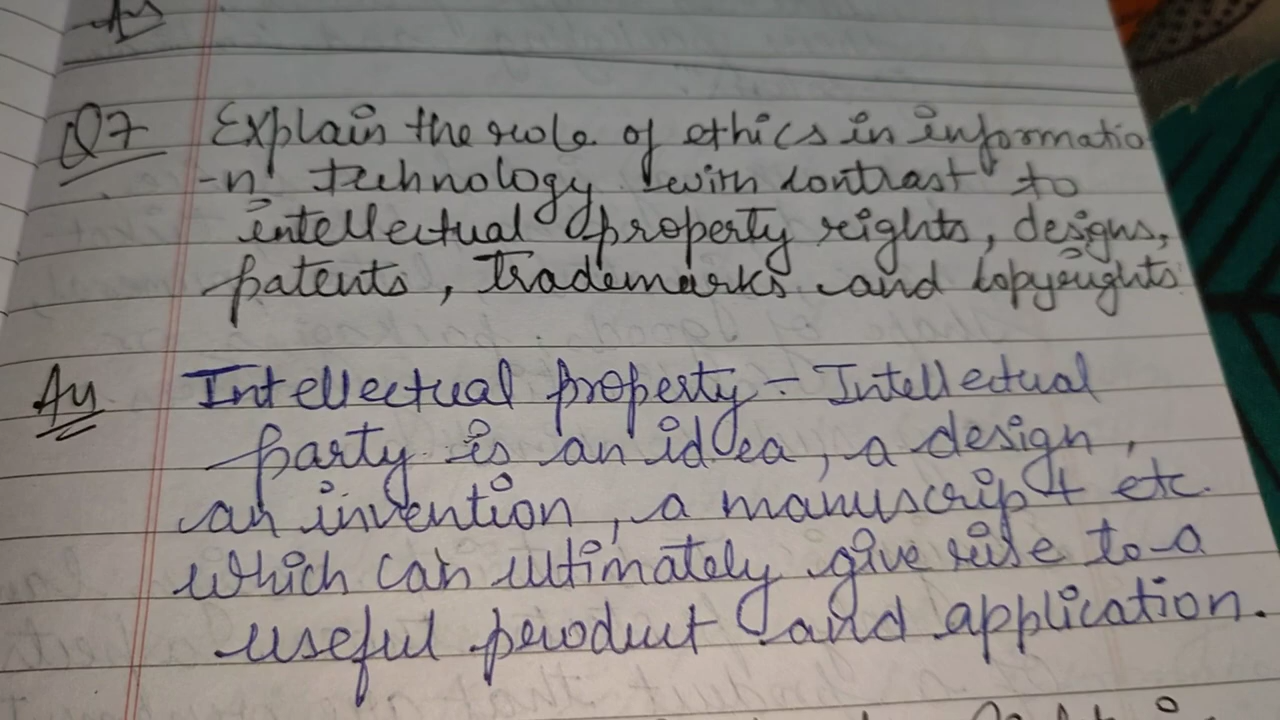 Ans
Q7 Explain the role of ethics in informatio
-n technology with contrast to
intellectual property rights, designs,
patents, trademarks and copyrights
Ans Intellectual property - Intellectual
party is an idea, a design,
an invention, a manuscript etc.
which can ultimately give rise to a
useful product and application.